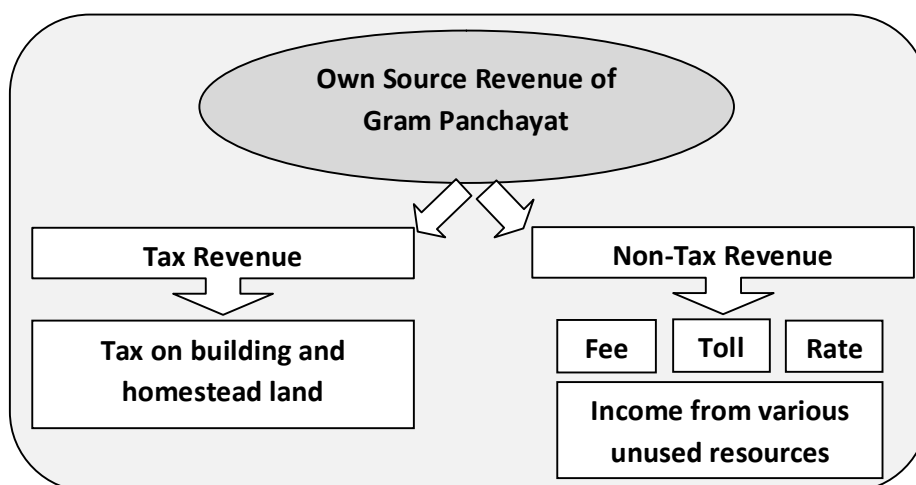 Own Source Revenue of
Gram Panchayat
Tax Revenue
Non-Tax Revenue
Tax on building and
homestead land
Fee
Toll
Rate
Income from various
unused resources